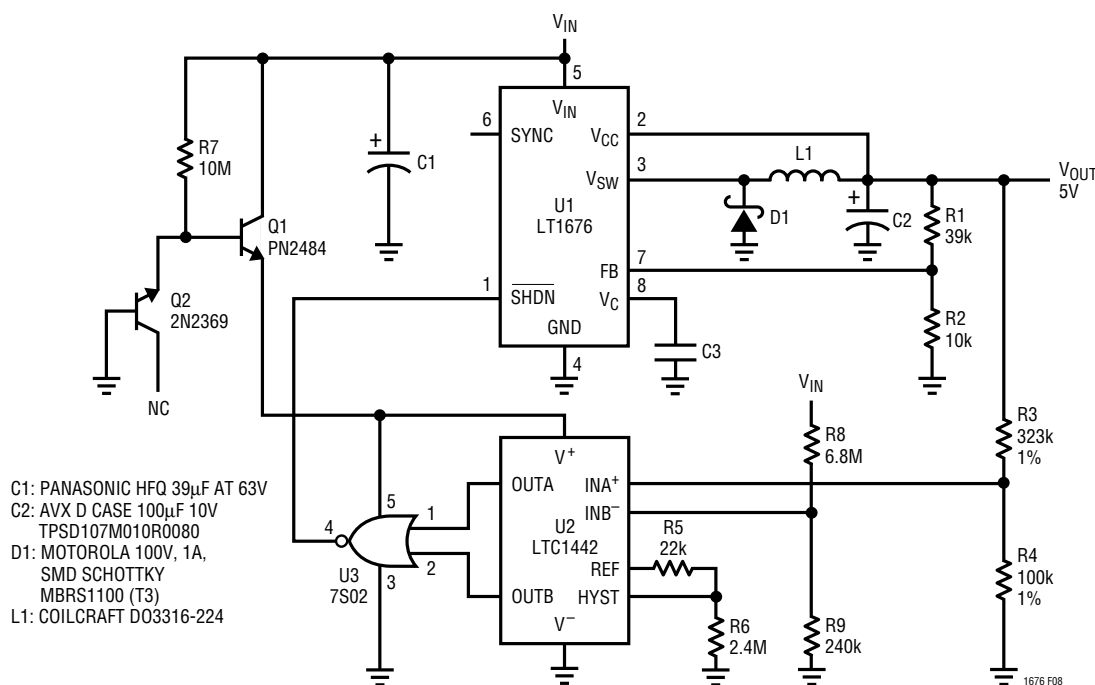 VIN
5
VIN
6
SYNC
VCC
2
R7
10M
C1
+
L1
VSW
3
VOUT
5V
Q1
PN2484
U1
LT1676
D1
+
C2
R1
39k
FB
7
Q2
2N2369
1
SHDN
VC
8
GND
4
C3
R2
10k
NC
VIN
R8
6.8M
R3
323k
1%
V+
OUTA
INA+
5
1
INB−
4
U2
LTC1442
R5
22k
2
REF
U3
7S02
3
OUTB
HYST
V−
R6
2.4M
R9
240k
R4
100k
1%
C1: PANASONIC HFQ 39µF AT 63V
C2: AVX D CASE 100µF 10V
TPSD107M010R0080
D1: MOTOROLA 100V, 1A,
SMD SCHOTTKY
MBRS1100 (T3)
L1: COILCRAFT DO3316-224
1676 F08